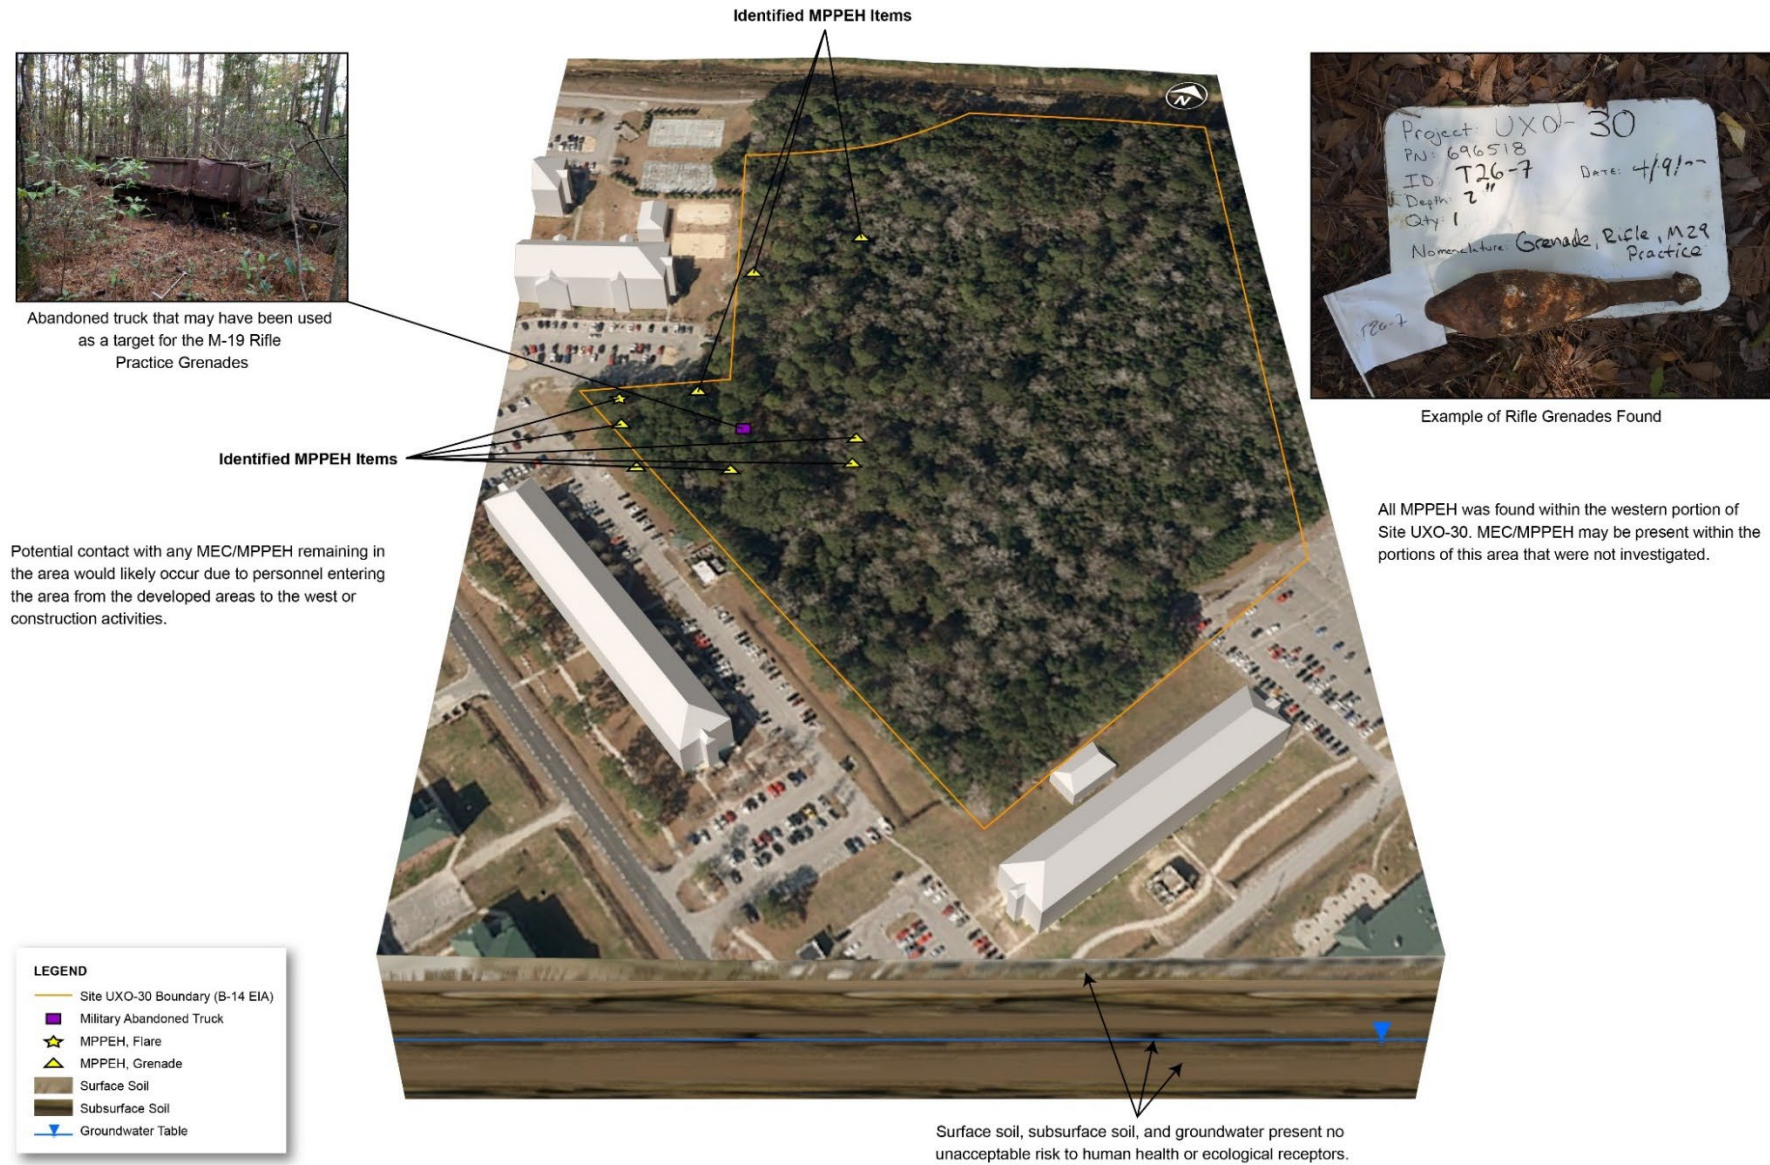 Identified MPPEH Items
N
Project: UXO-30
PN: 696518
ID: T26-7
Date: 4/9/--
Depth: 2"
Qty: 1
Nomenclature: Grenade, Rifle, M29
Practice
T26-7
Abandoned truck that may have been used
as a target for the M-19 Rifle
Practice Grenades
Example of Rifle Grenades Found
Identified MPPEH Items
Potential contact with any MEC/MPPEH remaining in
the area would likely occur due to personnel entering
the area from the developed areas to the west or
construction activities.
All MPPEH was found within the western portion of
Site UXO-30. MEC/MPPEH may be present within the
portions of this area that were not investigated.
LEGEND
Site UXO-30 Boundary (B-14 EIA)
Military Abandoned Truck
MPPEH, Flare
MPPEH, Grenade
Surface Soil
Subsurface Soil
Groundwater Table
Surface soil, subsurface soil, and groundwater present no
unacceptable risk to human health or ecological receptors.